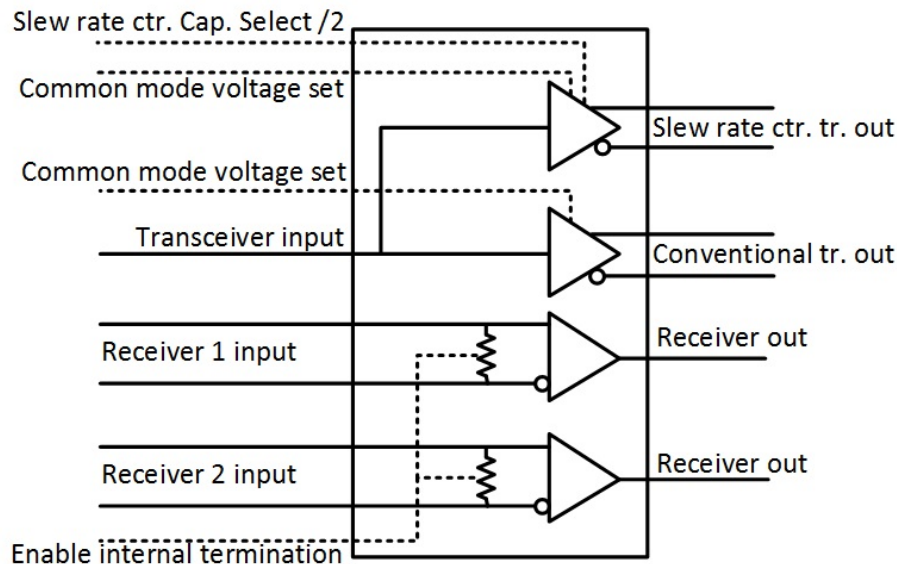 Slew rate ctr. Cap. Select /2
Common mode voltage set
Slew rate ctr. tr. out
Common mode voltage set
Transceiver input
Conventional tr. out
Receiver 1 input
Receiver out
Receiver 2 input
Receiver out
Enable internal termination